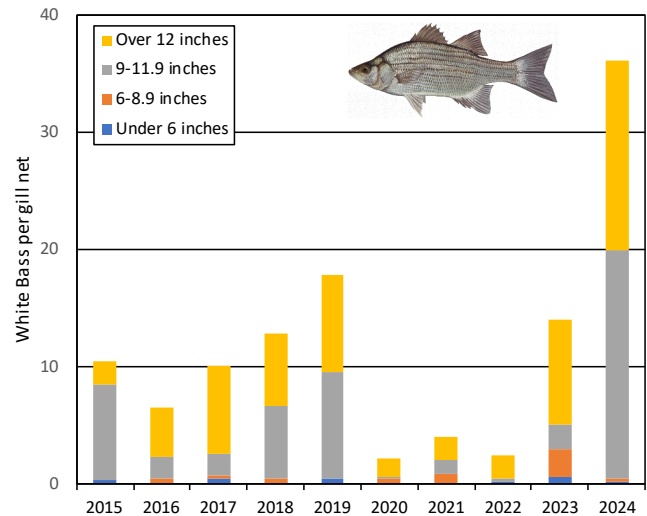 40
30
20
10
0
White Bass per gill net
Over 12 inches
9-11.9 inches
6-8.9 inches
Under 6 inches
2015 2016 2017 2018 2019 2020 2021 2022 2023 2024